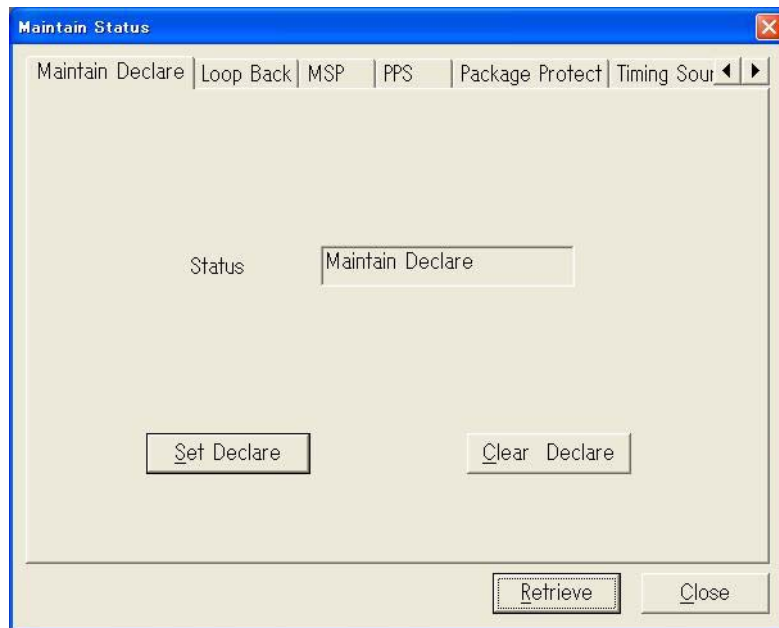 Maintain Status
Maintain Declare Loop Back MSP PPS Package Protect Timing Sour
Status Maintain Declare
Set Declare Clear Declare
Retrieve Close